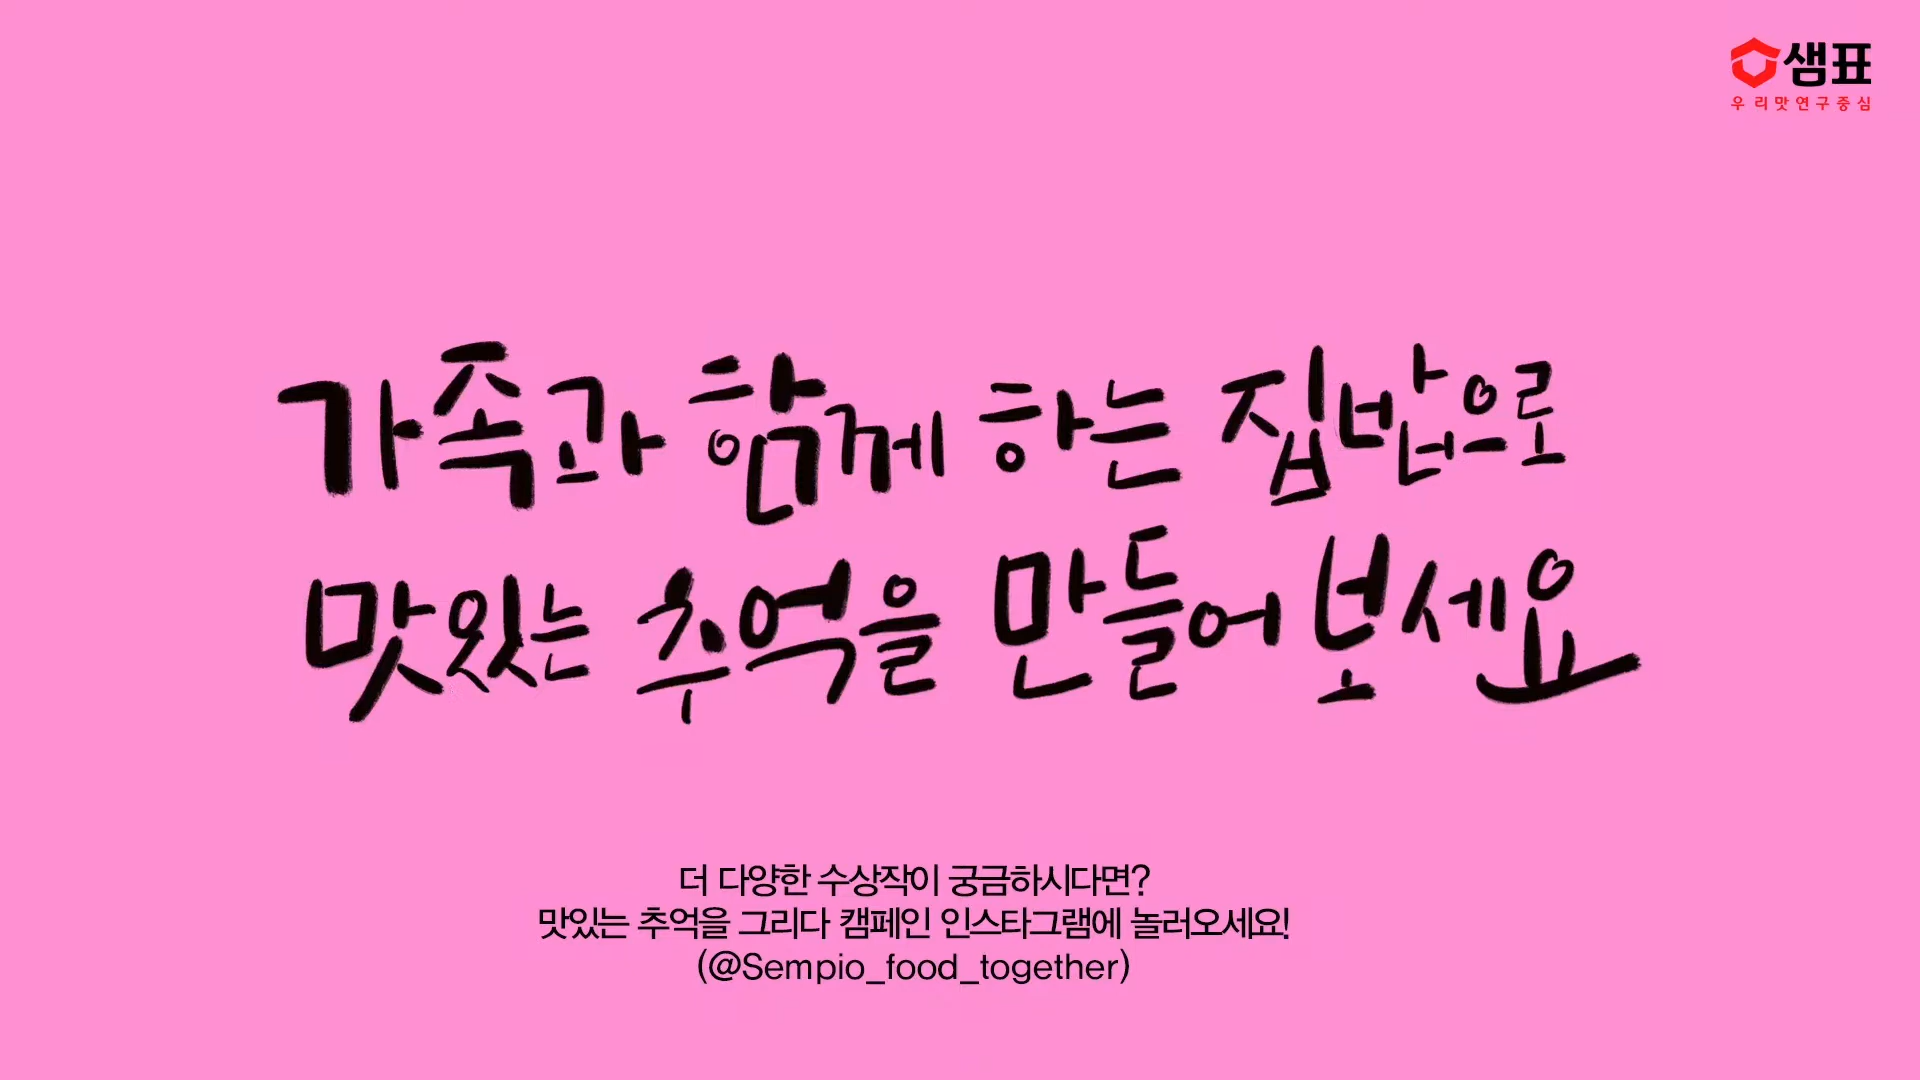 샘표
우리맛연구중심
가족과 함께 하는 집밥으로
맛있는 추억을 만들어 보세요
더 다양한 수상작이 궁금하시다면?
맛있는 추억을 그리다 캠페인 인스타그램에 놀러오세요!
(@Sempio_food_together)